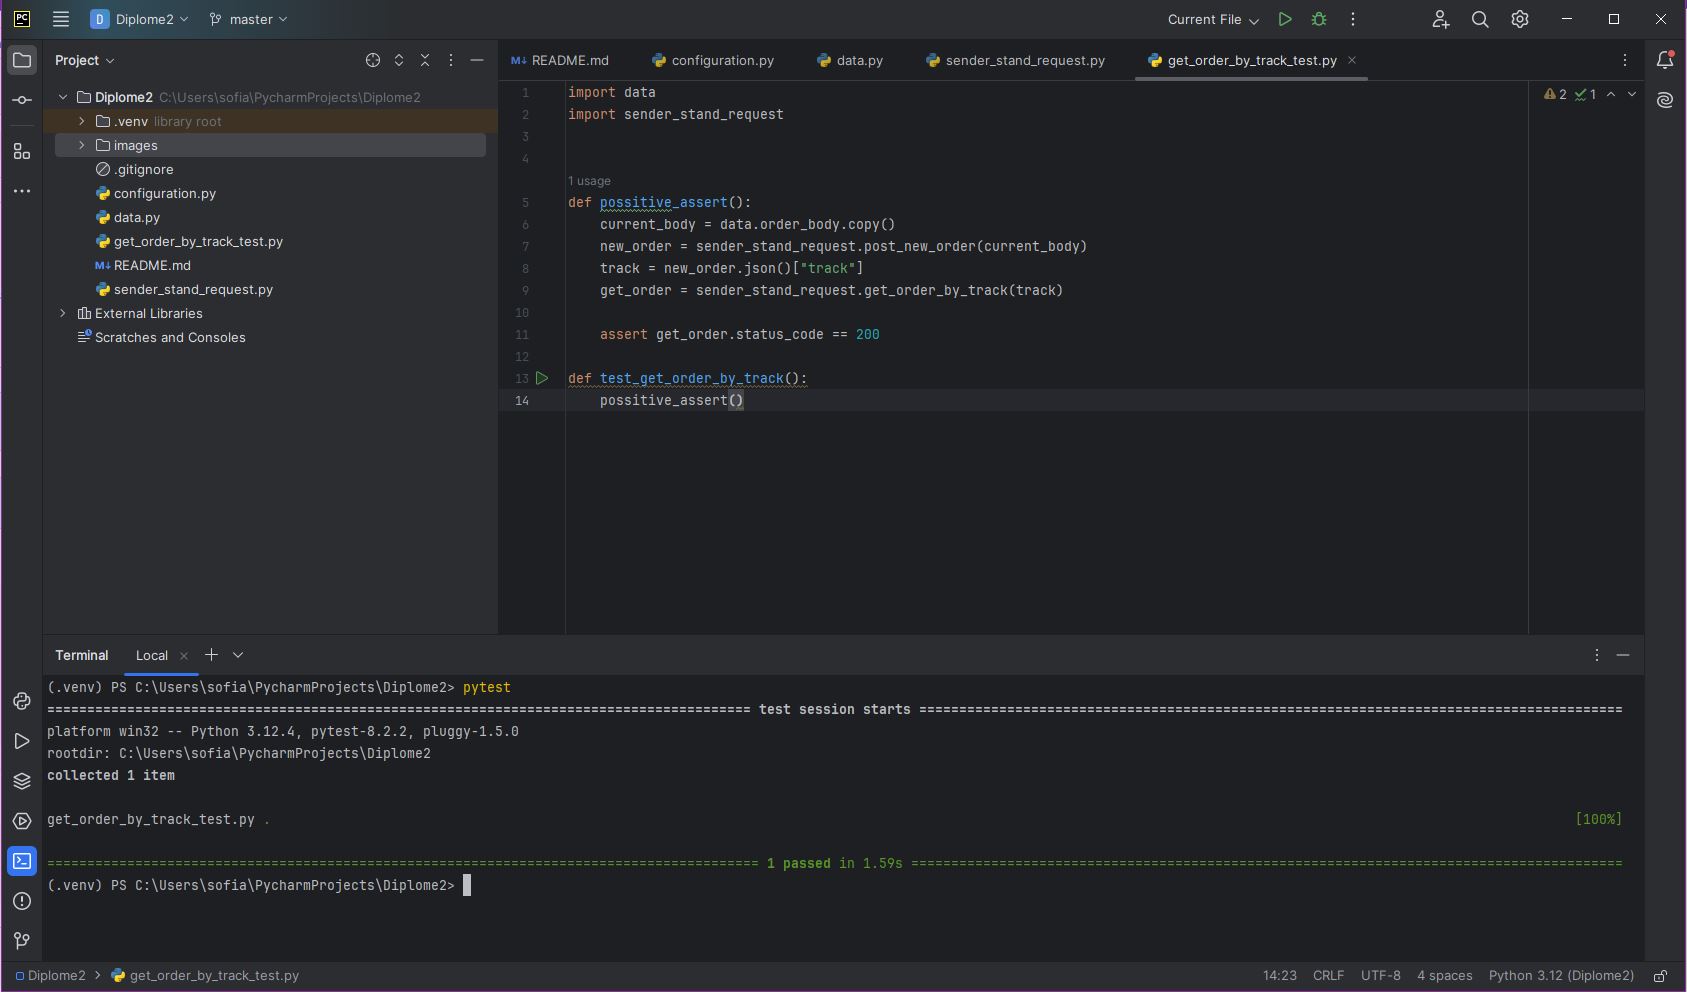 PC
D Diplome2 master
Current File
Project
Diplome2 C:\Users\sofia\PycharmProjects\Diplome2
.venv library root
images
.gitignore
configuration.py
data.py
get_order_by_track_test.py
M↓ README.md
sender_stand_request.py
External Libraries
Scratches and Consoles
M↓ README.md configuration.py data.py sender_stand_request.py get_order_by_track_test.py
2 1
1 import data
2 import sender_stand_request
3
4
1 usage
5 def possitive_assert():
6     current_body = data.order_body.copy()
7     new_order = sender_stand_request.post_new_order(current_body)
8     track = new_order.json()["track"]
9     get_order = sender_stand_request.get_order_by_track(track)
10
11     assert get_order.status_code == 200
12
13 def test_get_order_by_track():
14     possitive_assert()
Terminal Local
(.venv) PS C:\Users\sofia\PycharmProjects\Diplome2> pytest
======================================================================================== test session starts ========================================================================================
platform win32 -- Python 3.12.4, pytest-8.2.2, pluggy-1.5.0
rootdir: C:\Users\sofia\PycharmProjects\Diplome2
collected 1 item
get_order_by_track_test.py . [100%]
========================================================================================= 1 passed in 1.59s =========================================================================================
(.venv) PS C:\Users\sofia\PycharmProjects\Diplome2>
Diplome2 > get_order_by_track_test.py
14:23 CRLF UTF-8 4 spaces Python 3.12 (Diplome2)